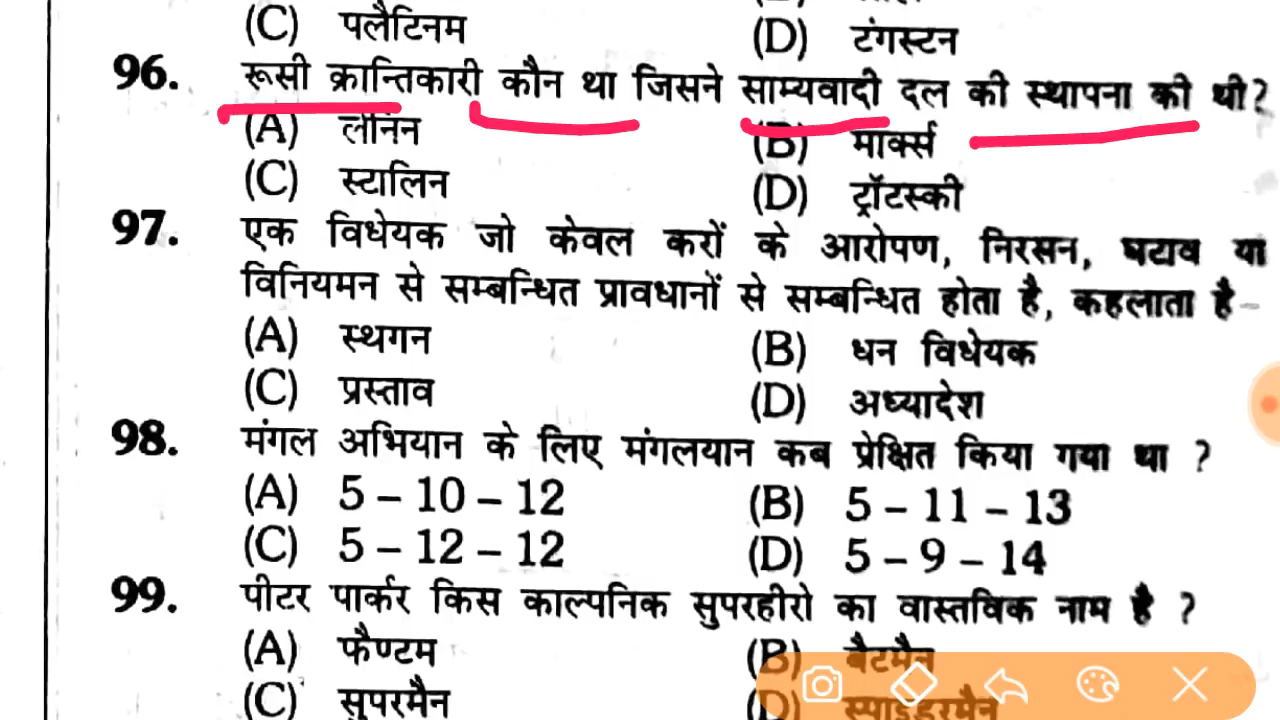 (C) पलैटिनम (D) टंगस्टन
96. रूसी क्रान्तिकारी कौन था जिसने साम्यवादी दल की स्थापना की थी?
(A) लेनिन (B) मार्क्स
(C) स्टालिन (D) ट्रॉटस्की
97. एक विधेयक जो केवल करों के आरोपण, निरसन, घटाव या
विनियमन से सम्बन्धित प्रावधानों से सम्बन्धित होता है, कहलाता है–
(A) स्थगन (B) धन विधेयक
(C) प्रस्ताव (D) अध्यादेश
98. मंगल अभियान के लिए मंगलयान कब प्रेक्षित किया गया था ?
(A) 5 – 10 – 12 (B) 5 – 11 – 13
(C) 5 – 12 – 12 (D) 5 – 9 – 14
99. पीटर पार्कर किस काल्पनिक सुपरहीरो का वास्तविक नाम है ?
(A) फैण्टम (B) बैटमैन
(C) सुपरमैन (D) स्पाइडरमैन